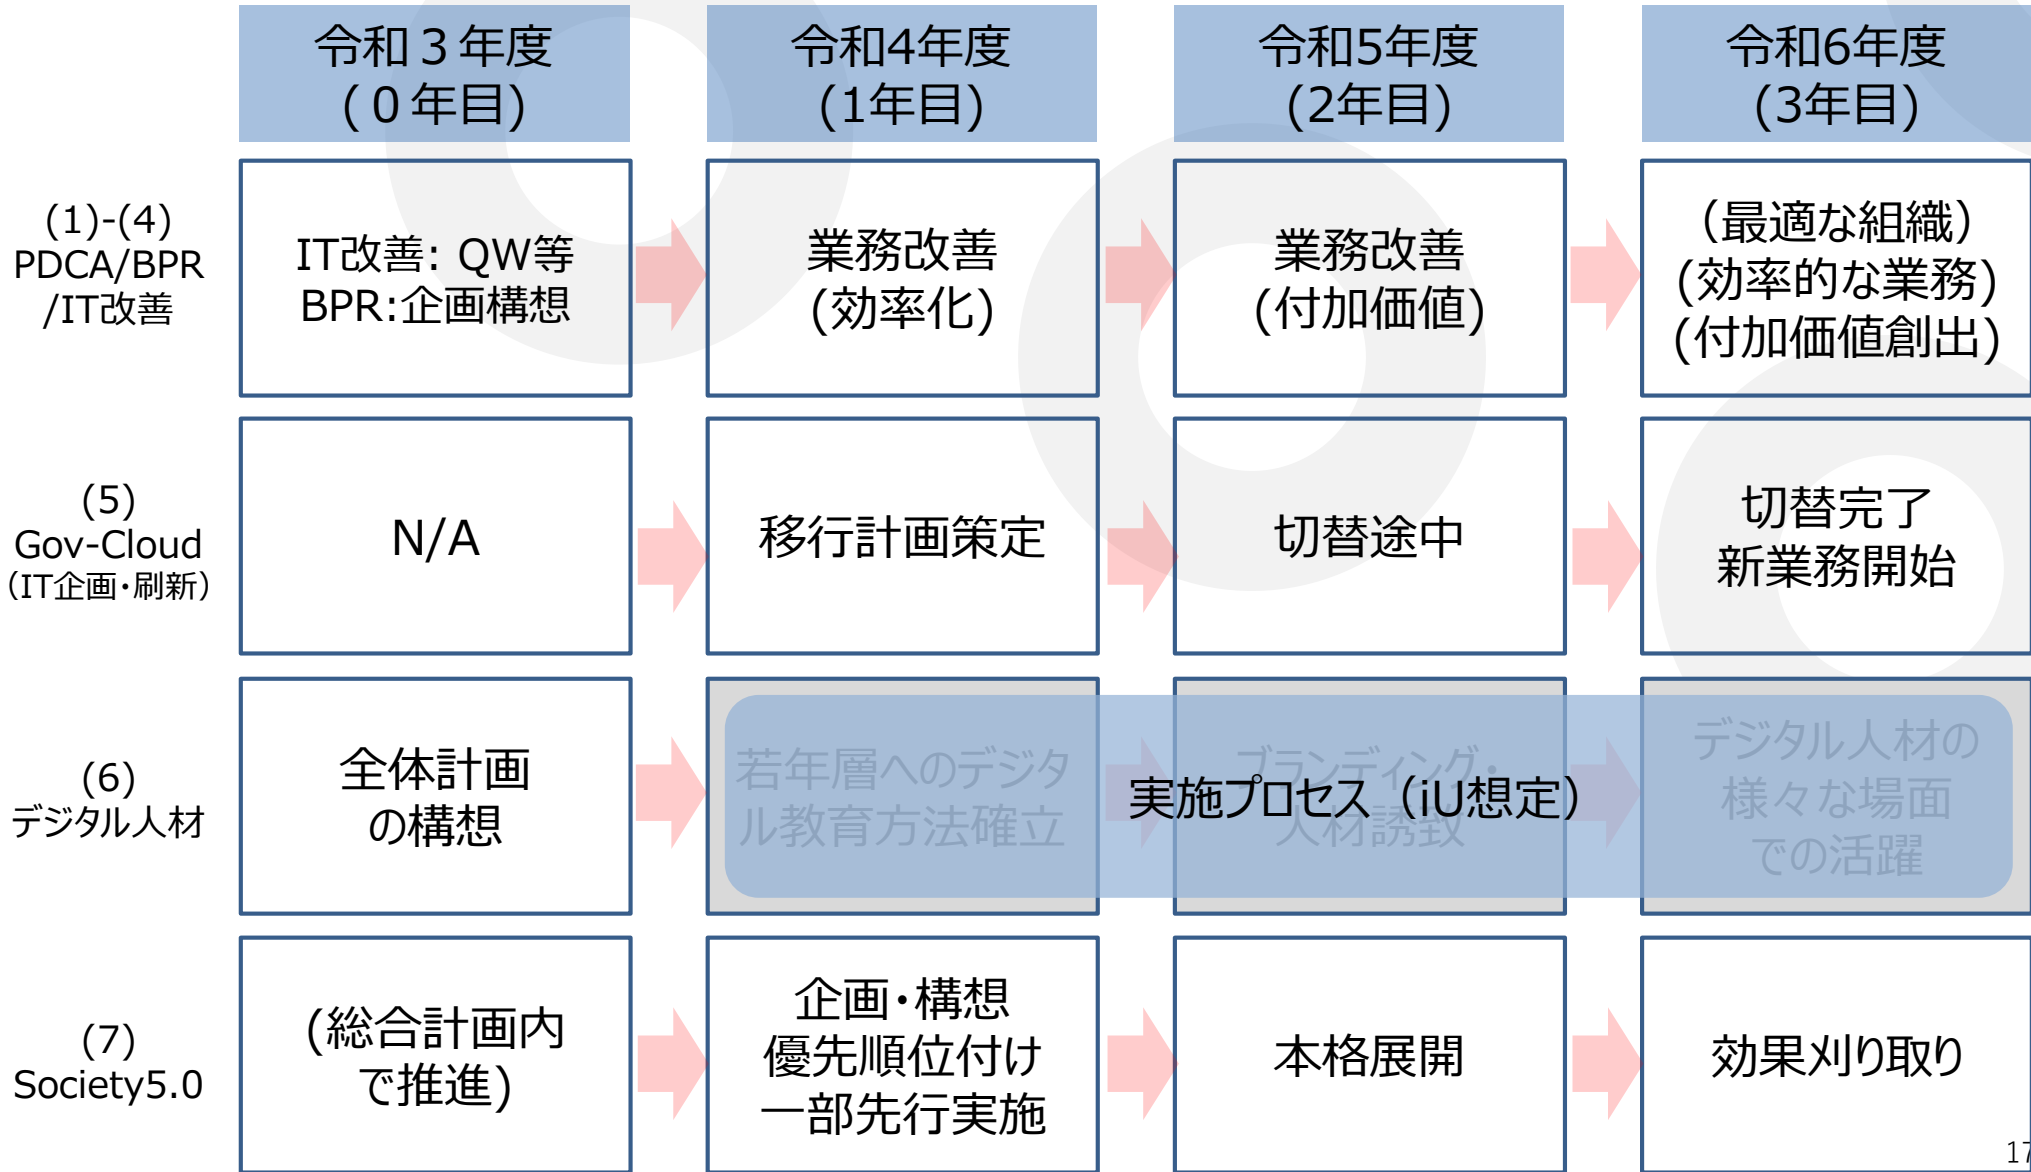 令和３年度
(０年目)
令和4年度
(1年目)
令和5年度
(2年目)
令和6年度
(3年目)
(1)-(4)
PDCA/BPR
/IT改善
IT改善: QW等
BPR:企画構想
業務改善
(効率化)
業務改善
(付加価値)
(最適な組織)
(効率的な業務)
(付加価値創出)
(5)
Gov-Cloud
（IT企画・刷新）
N/A
移行計画策定
切替途中
切替完了
新業務開始
(6)
デジタル人材
全体計画
の構想
若年層へのデジタ
ル教育方法確立
ブランディング・
人材誘致
デジタル人材の
様々な場面
での活躍
実施プロセス（iU想定）
(7)
Society5.0
(総合計画内
で推進)
企画・構想
優先順位付け
一部先行実施
本格展開
効果刈り取り
17